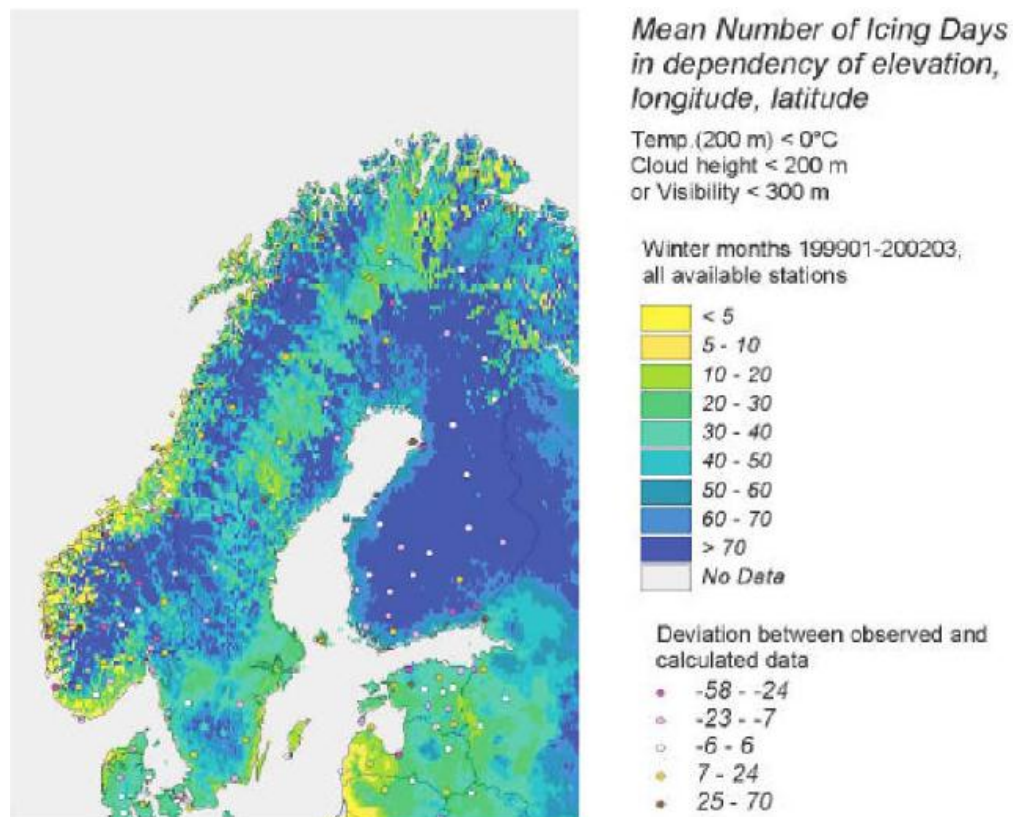 Mean Number of Icing Days
in dependency of elevation,
longitude, latitude
Temp.(200 m) < 0°C
Cloud height < 200 m
or Visibility < 300 m
Winter months 199901-200203,
all available stations
< 5
5 - 10
10 - 20
20 - 30
30 - 40
40 - 50
50 - 60
60 - 70
> 70
No Data
Deviation between observed and
calculated data
-58 - -24
-23 - -7
-6 - 6
7 - 24
25 - 70